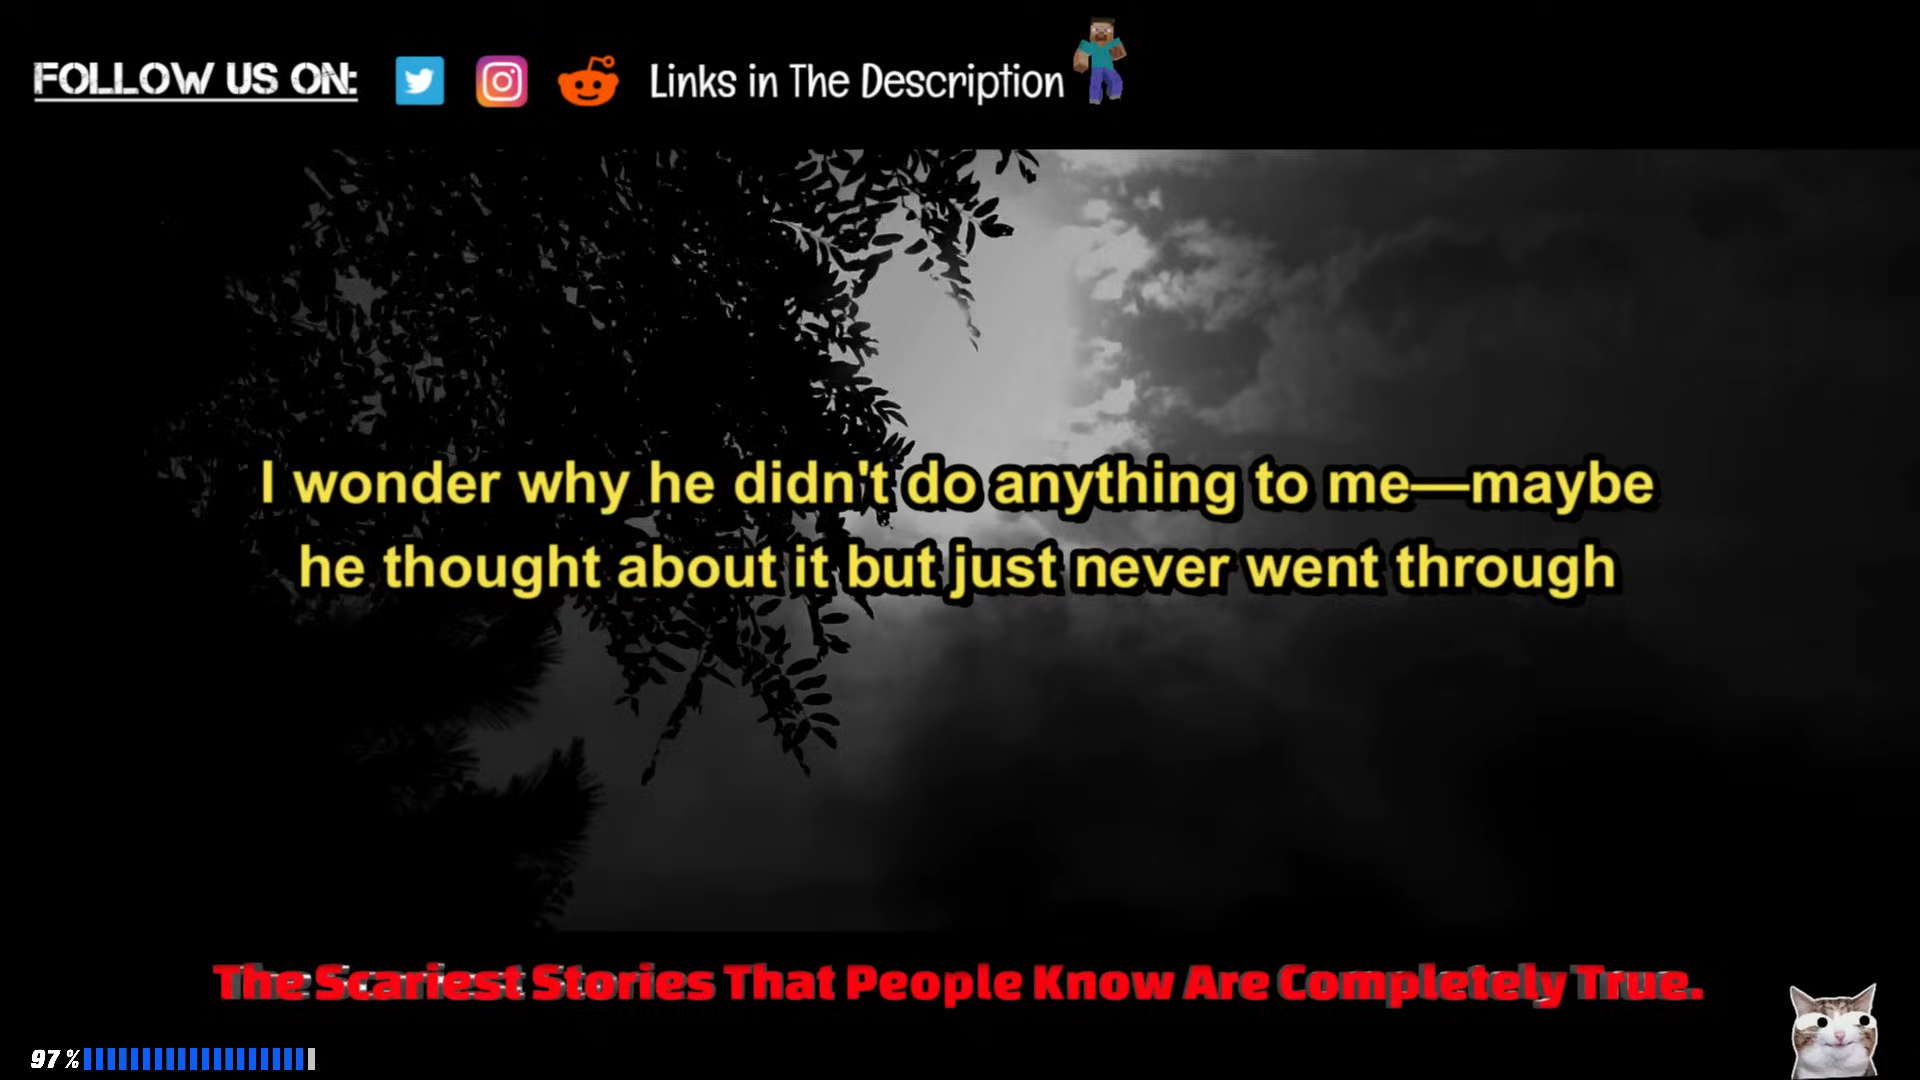 FOLLOW US ON:
Links in The Description
I wonder why he didn't do anything to me—maybe
he thought about it but just never went through
The Scariest Stories That People Know Are Completely True.
97%